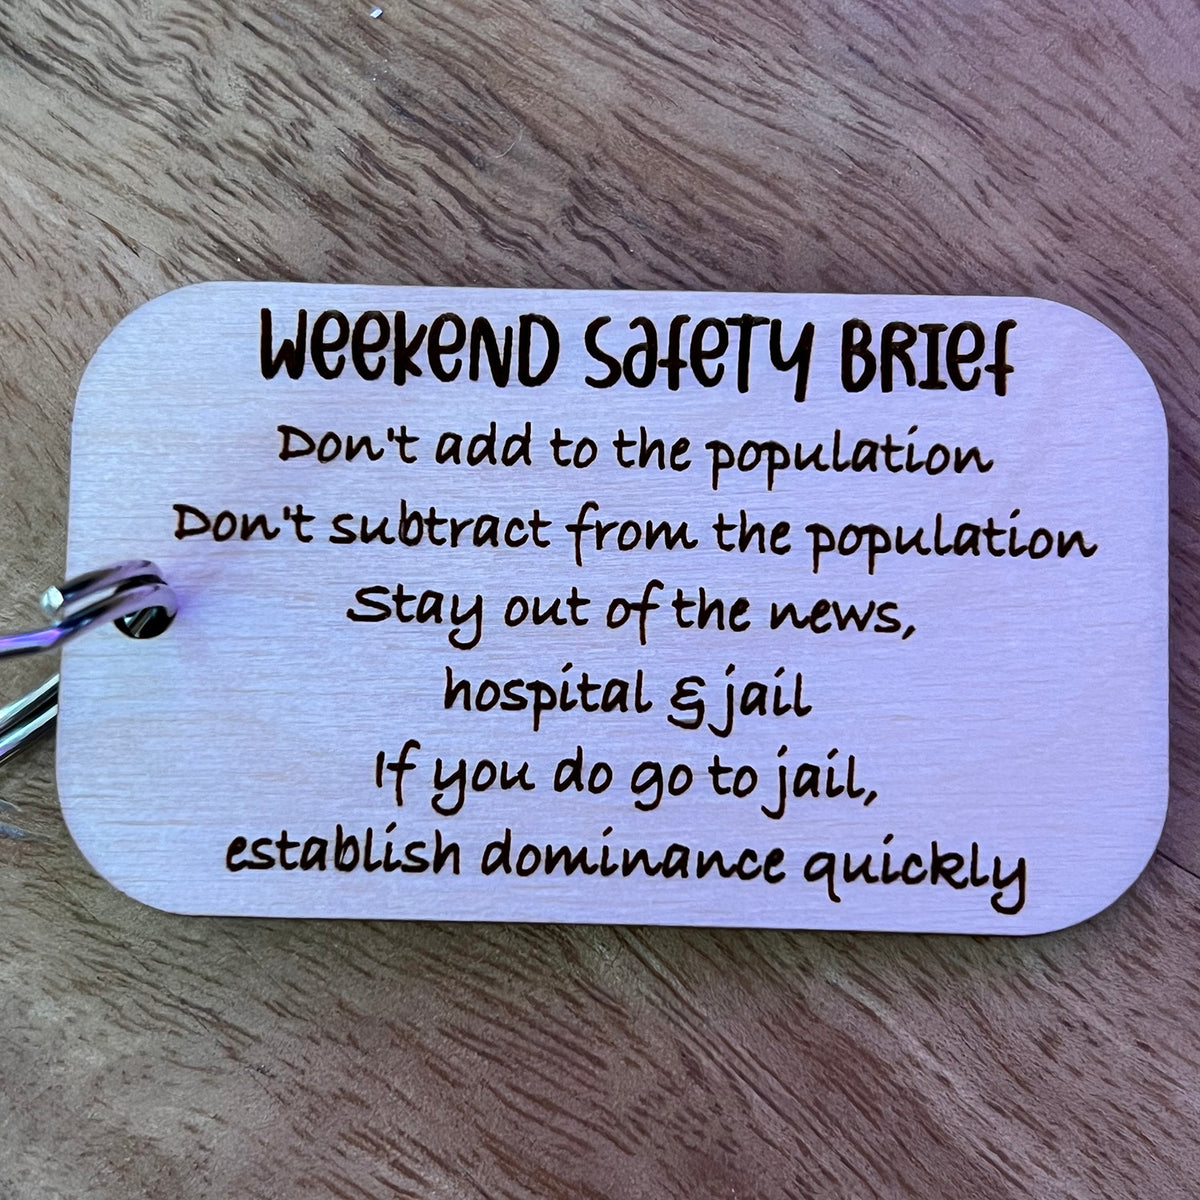 Weekend Safety Brief
Don't add to the population
Don't subtract from the population
Stay out of the news,
hospital & jail
If you do go to jail,
establish dominance quickly